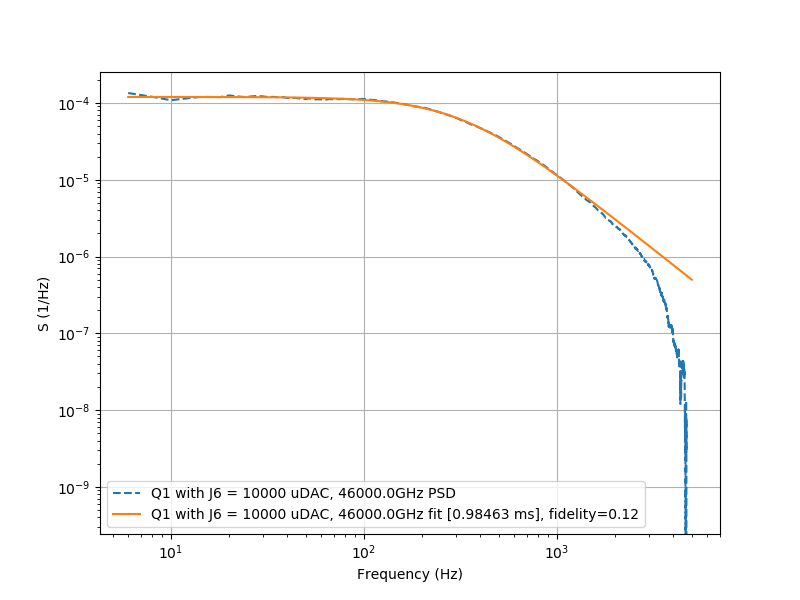 S (1/Hz)
10⁻⁴
10⁻⁵
10⁻⁶
10⁻⁷
10⁻⁸
10⁻⁹
Q1 with J6 = 10000 uDAC, 46000.0GHz PSD
Q1 with J6 = 10000 uDAC, 46000.0GHz fit [0.98463 ms], fidelity=0.12
10¹
10²
10³
Frequency (Hz)